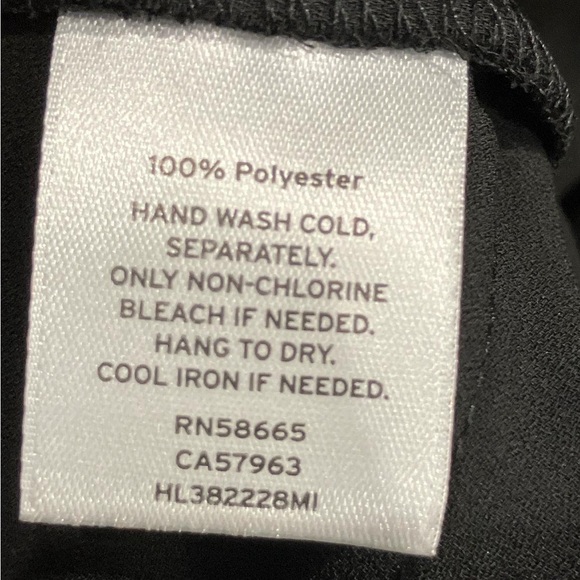 100% Polyester
HAND WASH COLD,
SEPARATELY.
ONLY NON-CHLORINE
BLEACH IF NEEDED.
HANG TO DRY.
COOL IRON IF NEEDED.
RN58665
CA57963
HL382228MI